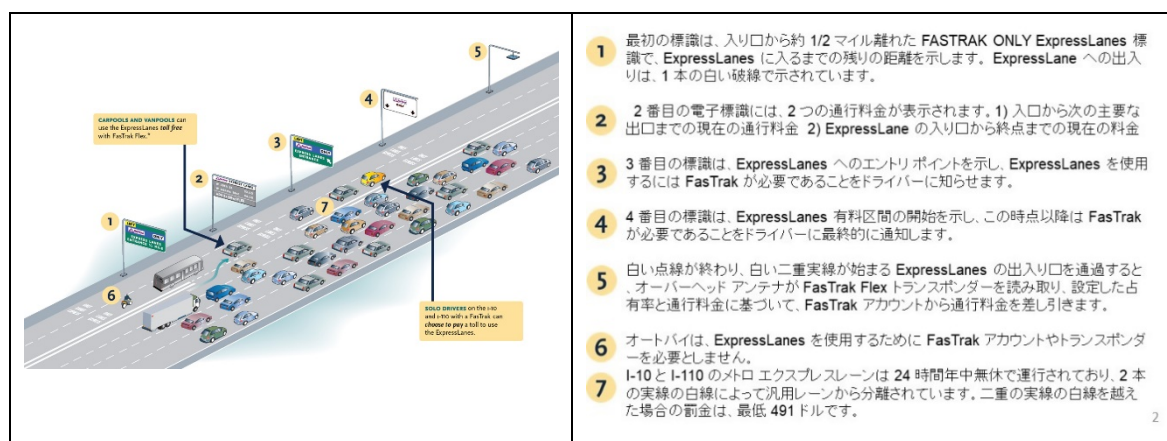 5
4
CARPOOLS AND VANPOOLS can
use the ExpressLanes toll free
with FasTrak Flex.*
3
EXPRESS LANES
ENTRANCE
2
1
EXPRESS LANES
ENTRANCE 1/2 MILE
7
6
SOLO DRIVERS on the I-10
and I-110 with a FasTrak can
choose to pay a toll to use
the ExpressLanes.
1 最初の標識は、入り口から約 1/2 マイル離れた FASTRAK ONLY ExpressLanes 標
識で、ExpressLanes に入るまでの残りの距離を示します。 ExpressLane への出入
りは、1 本の白い破線で示されています。
2 2 番目の電子標識には、2 つの通行料金が表示されます。1) 入口から次の主要な
出口までの現在の通行料金 2) ExpressLane の入り口から終点までの現在の料金
3 3 番目の標識は、ExpressLanes へのエントリ ポイントを示し、ExpressLanes を使用
するには FasTrak が必要であることをドライバーに知らせます。
4 4 番目の標識は、ExpressLanes 有料区間の開始を示し、この時点以降は FasTrak
が必要であることをドライバーに最終的に通知します。
5 白い点線が終わり、白い二重実線が始まる ExpressLanes の出入り口を通過すると
、オーバーヘッド アンテナが FasTrak Flex トランスポンダーを読み取り、設定した占
有率と通行料金に基づいて、FasTrak アカウントから通行料金を差し引きます。
6 オートバイは、ExpressLanes を使用するために FasTrak アカウントやトランスポンダ
ーを必要としません。
7 I-10 と I-110 のメトロ エクスプレスレーンは 24 時間年中無休で運行されており、2 本
の実線の白線によって汎用レーンから分離されています。二重の実線の白線を越え
た場合の罰金は、最低 491 ドルです。
2